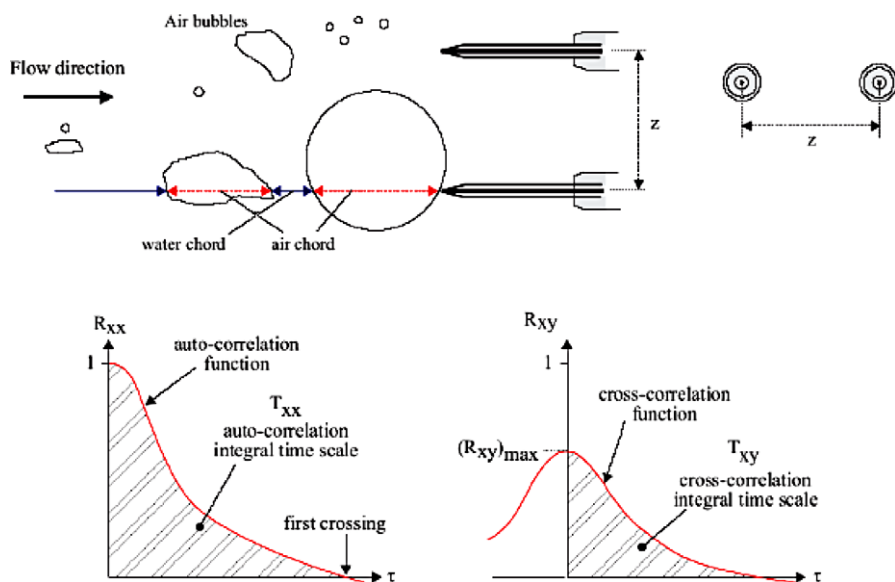 Air bubbles
Flow direction
z
z
water chord
air chord
Rxx
1
auto-correlation
function
Txx
auto-correlation
integral time scale
first crossing
τ
Rxy
1
cross-correlation
function
(Rxy)max
Txy
cross-correlation
integral time scale
τ